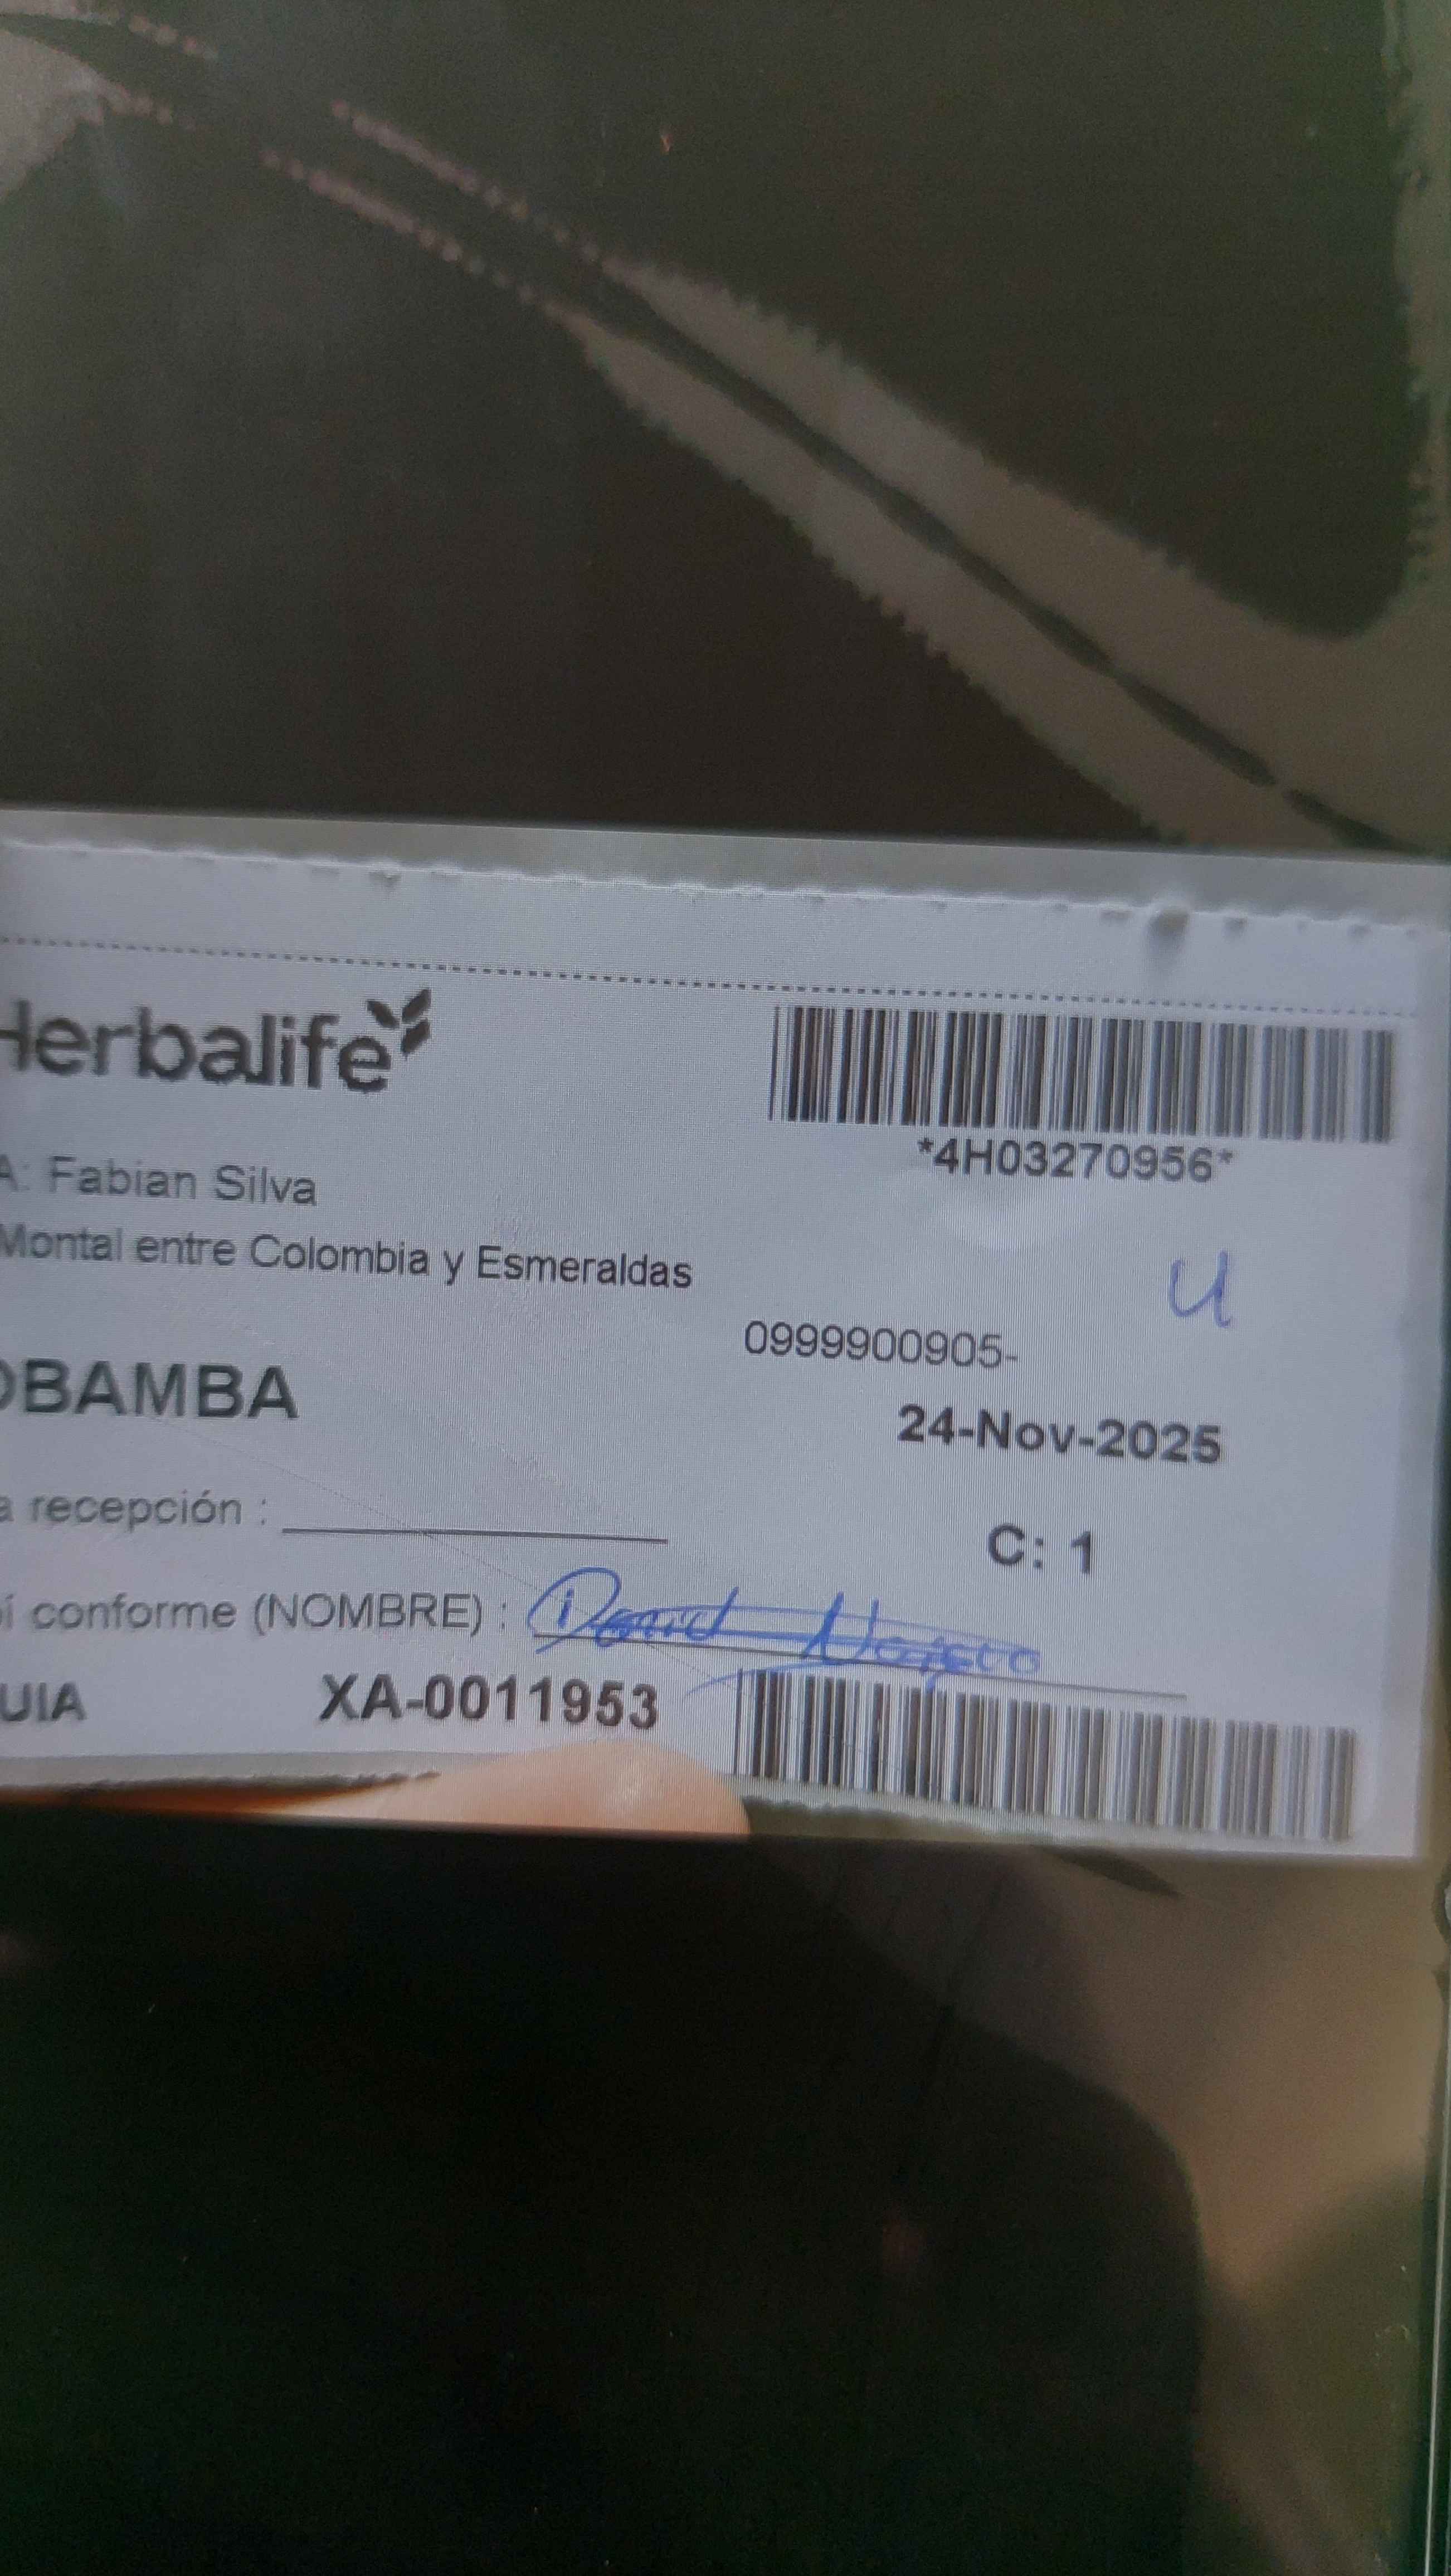 Herbalife
*4H03270956*
A: Fabian Silva
Montal entre Colombia y Esmeraldas
U
0999900905-
OBAMBA
24-Nov-2025
a recepción :
C: 1
í conforme (NOMBRE) : David
UIA XA-0011953